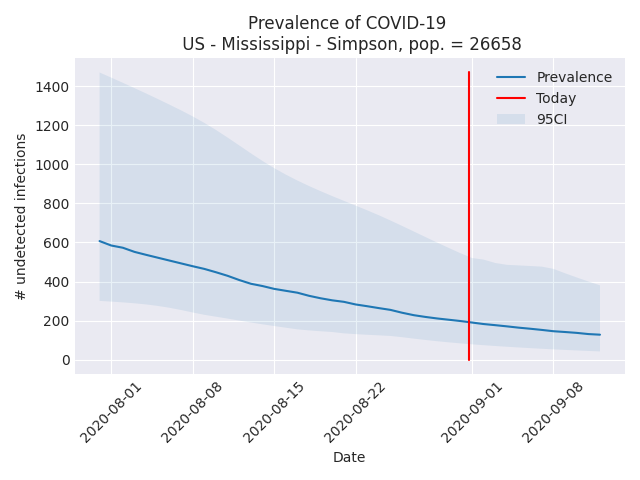 Prevalence of COVID-19
US - Mississippi - Simpson, pop. = 26658
Prevalence
Today
95CI
1400
1200
1000
800
600
400
200
0
# undetected infections
2020-08-01
2020-08-08
2020-08-15
2020-08-22
2020-09-01
2020-09-08
Date